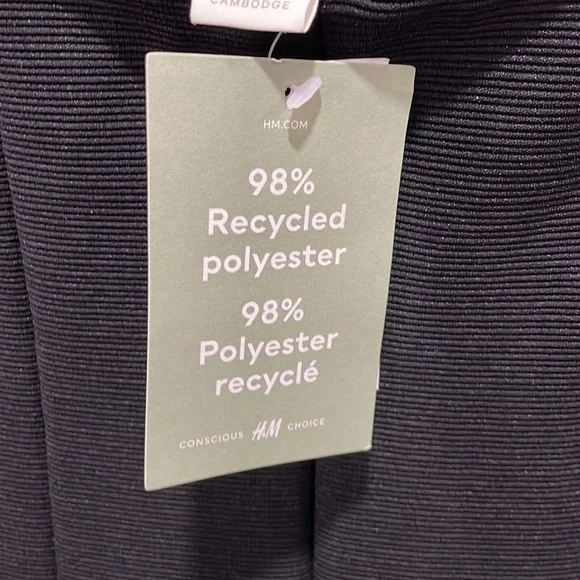 CAMBODGE
HM.COM
98%
Recycled
polyester
98%
Polyester
recyclé
CONSCIOUS H&M CHOICE